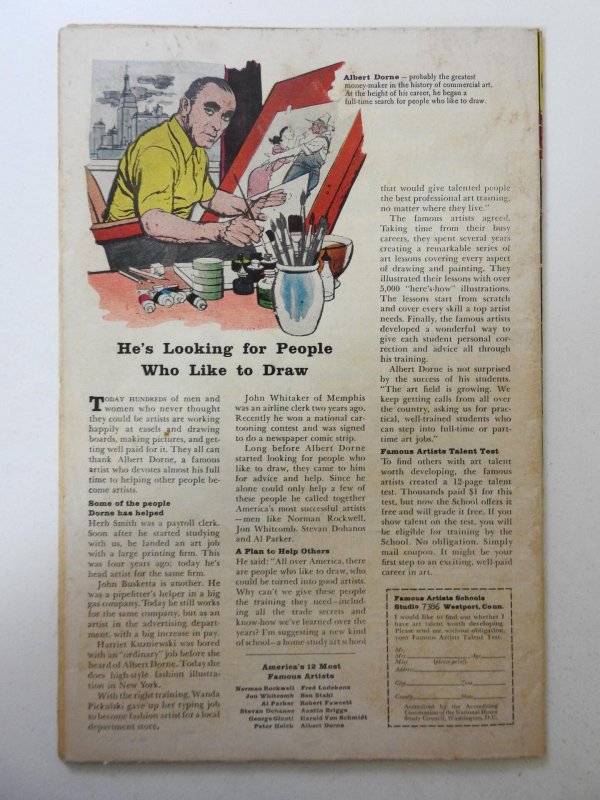 Albert Dorne — probably the greatest
money-maker in the history of commercial art.
At the height of his career, he began a
full-time search for people who like to draw.
He's Looking for People
Who Like to Draw
TODAY HUNDREDS of men and
women who never thought
they could be artists are working
happily at easels and drawing
boards, making pictures, and get-
ting well paid for it. They all can
thank Albert Dorne, a famous
artist who devotes almost his full
time to helping other people be-
come artists.
Some of the people
Dorne has helped
Herb Smith was a payroll clerk.
Soon after he started studying
with us, he landed an art job
with a large printing firm. This
was four years ago; today he's
head artist for the same firm.
John Busketta is another. He
was a pipefitter's helper in a big
gas company. Today he still works
for the same company, but as an
artist in the advertising depart-
ment, with a big increase in pay.
Harriet Kuzniewski was bored
with an "ordinary" job before she
heard of Albert Dorne. Today she
does high-style fashion illustra-
tion in New York.
With the right training, Wanda
Pickulski gave up her typing job
to become fashion artist for a local
department store.
John Whitaker of Memphis
was an airline clerk two years ago.
Recently he won a national car-
tooning contest and was signed
to do a newspaper comic strip.
Long before Albert Dorne
started looking for people who
like to draw, they came to him
for advice and help. Since he
alone could only help a few of
these people he called together
America's most successful artists
—men like Norman Rockwell,
Jon Whitcomb, Stevan Dohanos
and Al Parker.
A Plan to Help Others
He said: "All over America, there
are people who like to draw, who
could be turned into good artists.
Why can't we give these people
the training they need—includ-
ing all the trade secrets and
know-how we've learned over the
years? I'm suggesting a new kind
of school—a home-study art school
America's 12 Most
Famous Artists
Norman Rockwell Fred Ludekens
Jon Whitcomb Ben Stahl
Al Parker Robert Fawcett
Stevan Dohanos Austin Briggs
George Giusti Harold Von Schmidt
Peter Helck Albert Dorne
that would give talented people
the best professional art training,
no matter where they live."
The famous artists agreed.
Taking time from their busy
careers, they spent several years
creating a remarkable series of
art lessons covering every aspect
of drawing and painting. They
illustrated their lessons with over
5,000 "here's-how" illustrations.
The lessons start from scratch
and cover every skill a top artist
needs. Finally, the famous artists
developed a wonderful way to
give each student personal cor-
rection and advice all through
his training.
Albert Dorne is not surprised
by the success of his students.
"The art field is growing. We
keep getting calls from all over
the country, asking us for prac-
tical, well-trained students who
can step into full-time or part-
time art jobs."
Famous Artists Talent Test
To find others with art talent
worth developing, the famous
artists created a 12-page talent
test. Thousands paid $1 for this
test, but now the School offers it
free and will grade it free. If you
show talent on the test, you will
be eligible for training by the
School. No obligation. Simply
mail coupon. It might be your
first step to an exciting, well-paid
career in art.
Famous Artists Schools
Studio 7386 Westport, Conn.
I would like to find out whether I
have art talent worth developing.
Please send me, without obligation,
your Famous Artists Talent Test.
Mr.
Mrs. Age
Miss (please print)
Address
City Zone
County State
Accredited by the Accrediting
Commission of the National Home
Study Council, Washington, D.C.